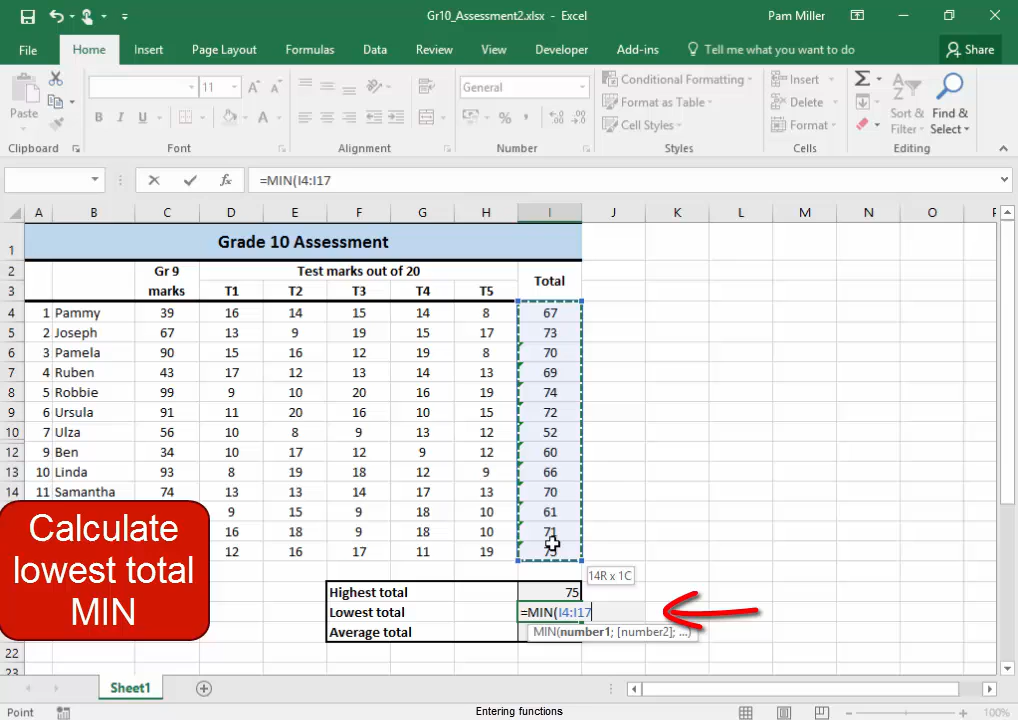 Gr10_Assessment2.xlsx - Excel
Pam Miller
File Home Insert Page Layout Formulas Data Review View Developer Add-ins Tell me what you want to do Share
Paste
11
General
Conditional Formatting
Format as Table
Cell Styles
Insert
Delete
Format
Sort & Filter
Find & Select
B I U
Clipboard Font Alignment Number Styles Cells Editing
fx =MIN(I4:I17
A B C D E F G H I J K L M N O
1 Grade 10 Assessment
2 Gr 9 Test marks out of 20 Total
3 marks T1 T2 T3 T4 T5
4 1 Pammy 39 16 14 15 14 8 67
5 2 Joseph 67 13 9 19 15 17 73
6 3 Pamela 90 15 16 12 19 8 70
7 4 Ruben 43 17 12 13 14 13 69
8 5 Robbie 99 9 10 20 16 19 74
9 6 Ursula 91 11 20 16 10 15 72
10 7 Ulza 56 10 8 9 13 12 52
12 9 Ben 34 10 17 12 9 12 60
13 10 Linda 93 8 19 18 12 9 66
14 11 Samantha 74 13 13 14 17 13 70
9 15 9 18 10 61
16 18 9 18 10 71
12 16 17 11 19
14R x 1C
Highest total 75
Lowest total =MIN(I4:I17
Average total
MIN(number1; [number2]; ...)
22
23
Calculate
lowest total
MIN
Sheet1
Point
Entering functions
100%